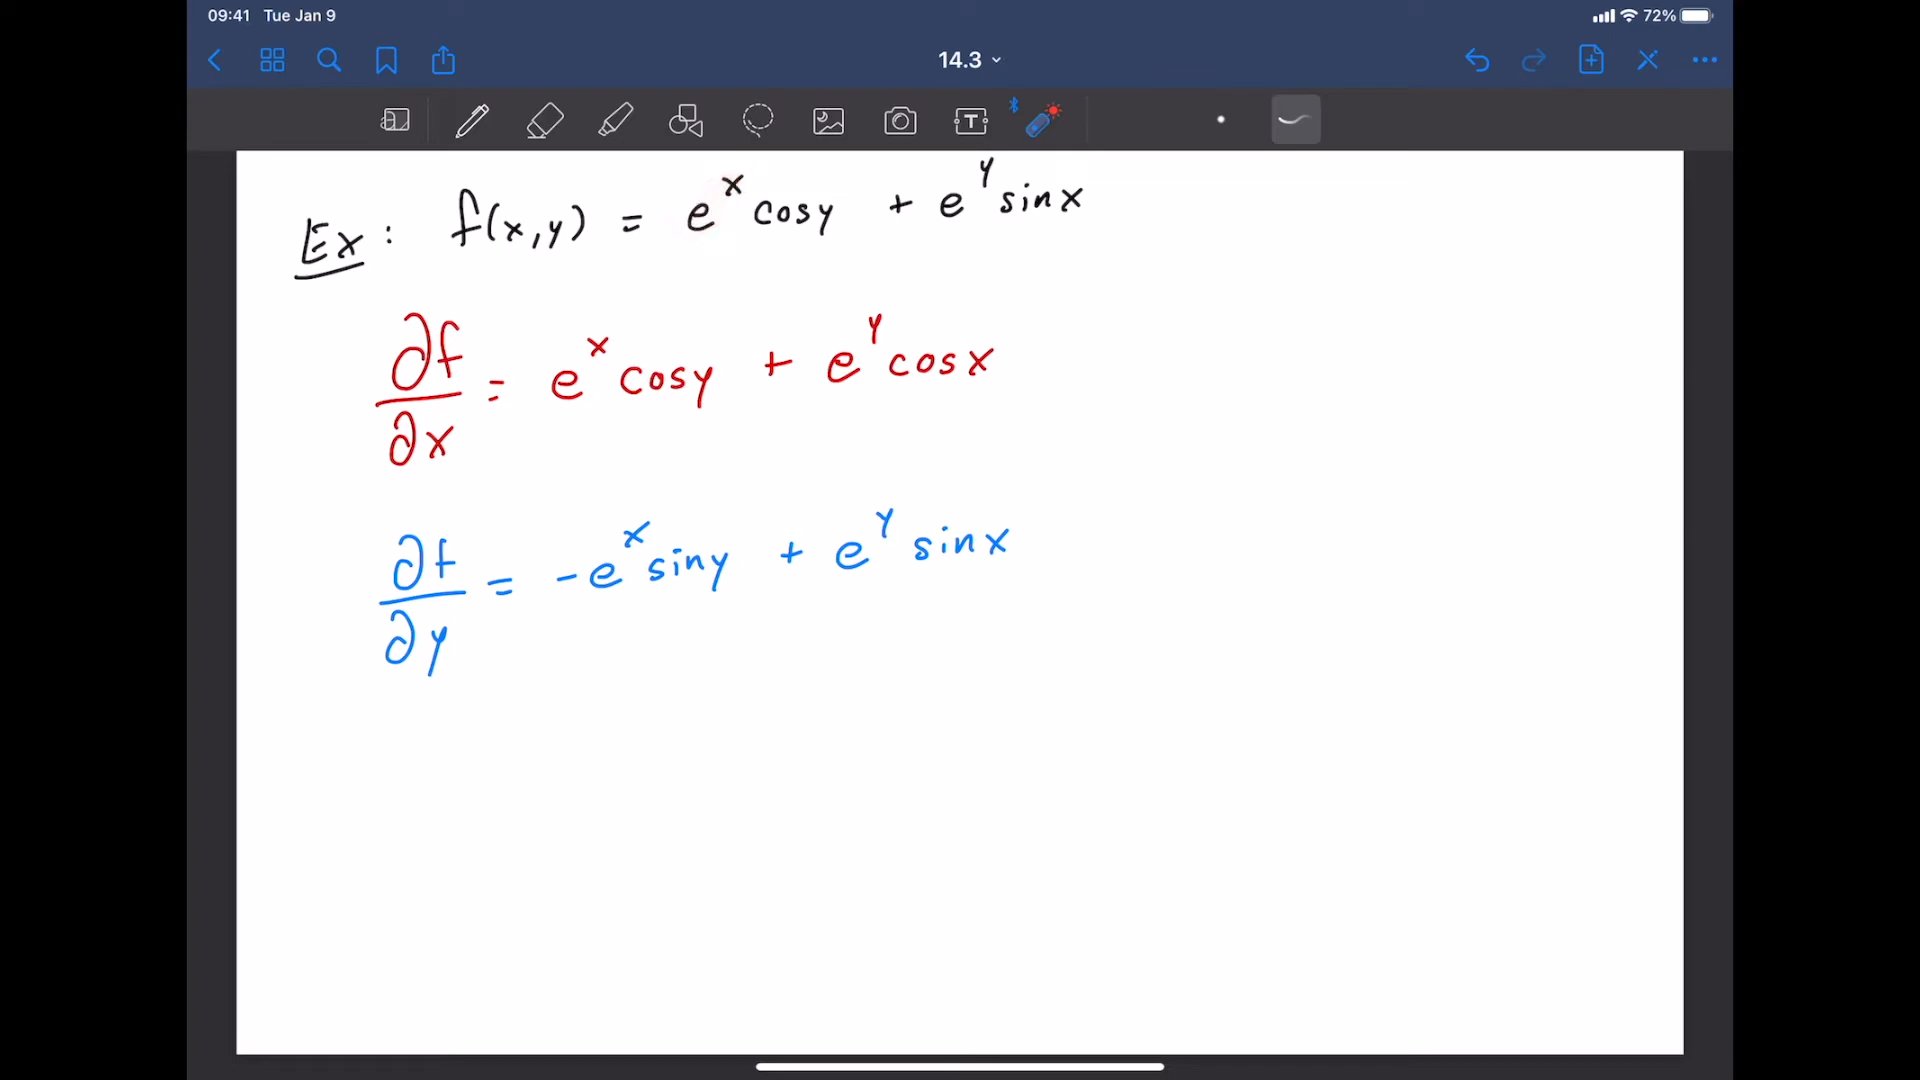 09:41 Tue Jan 9 72%
14.3
T
Ex: f(x,y) = e^x cosy + e^y sinx
∂f/∂x = e^x cosy + e^y cosx
∂f/∂y = -e^x siny + e^y sinx